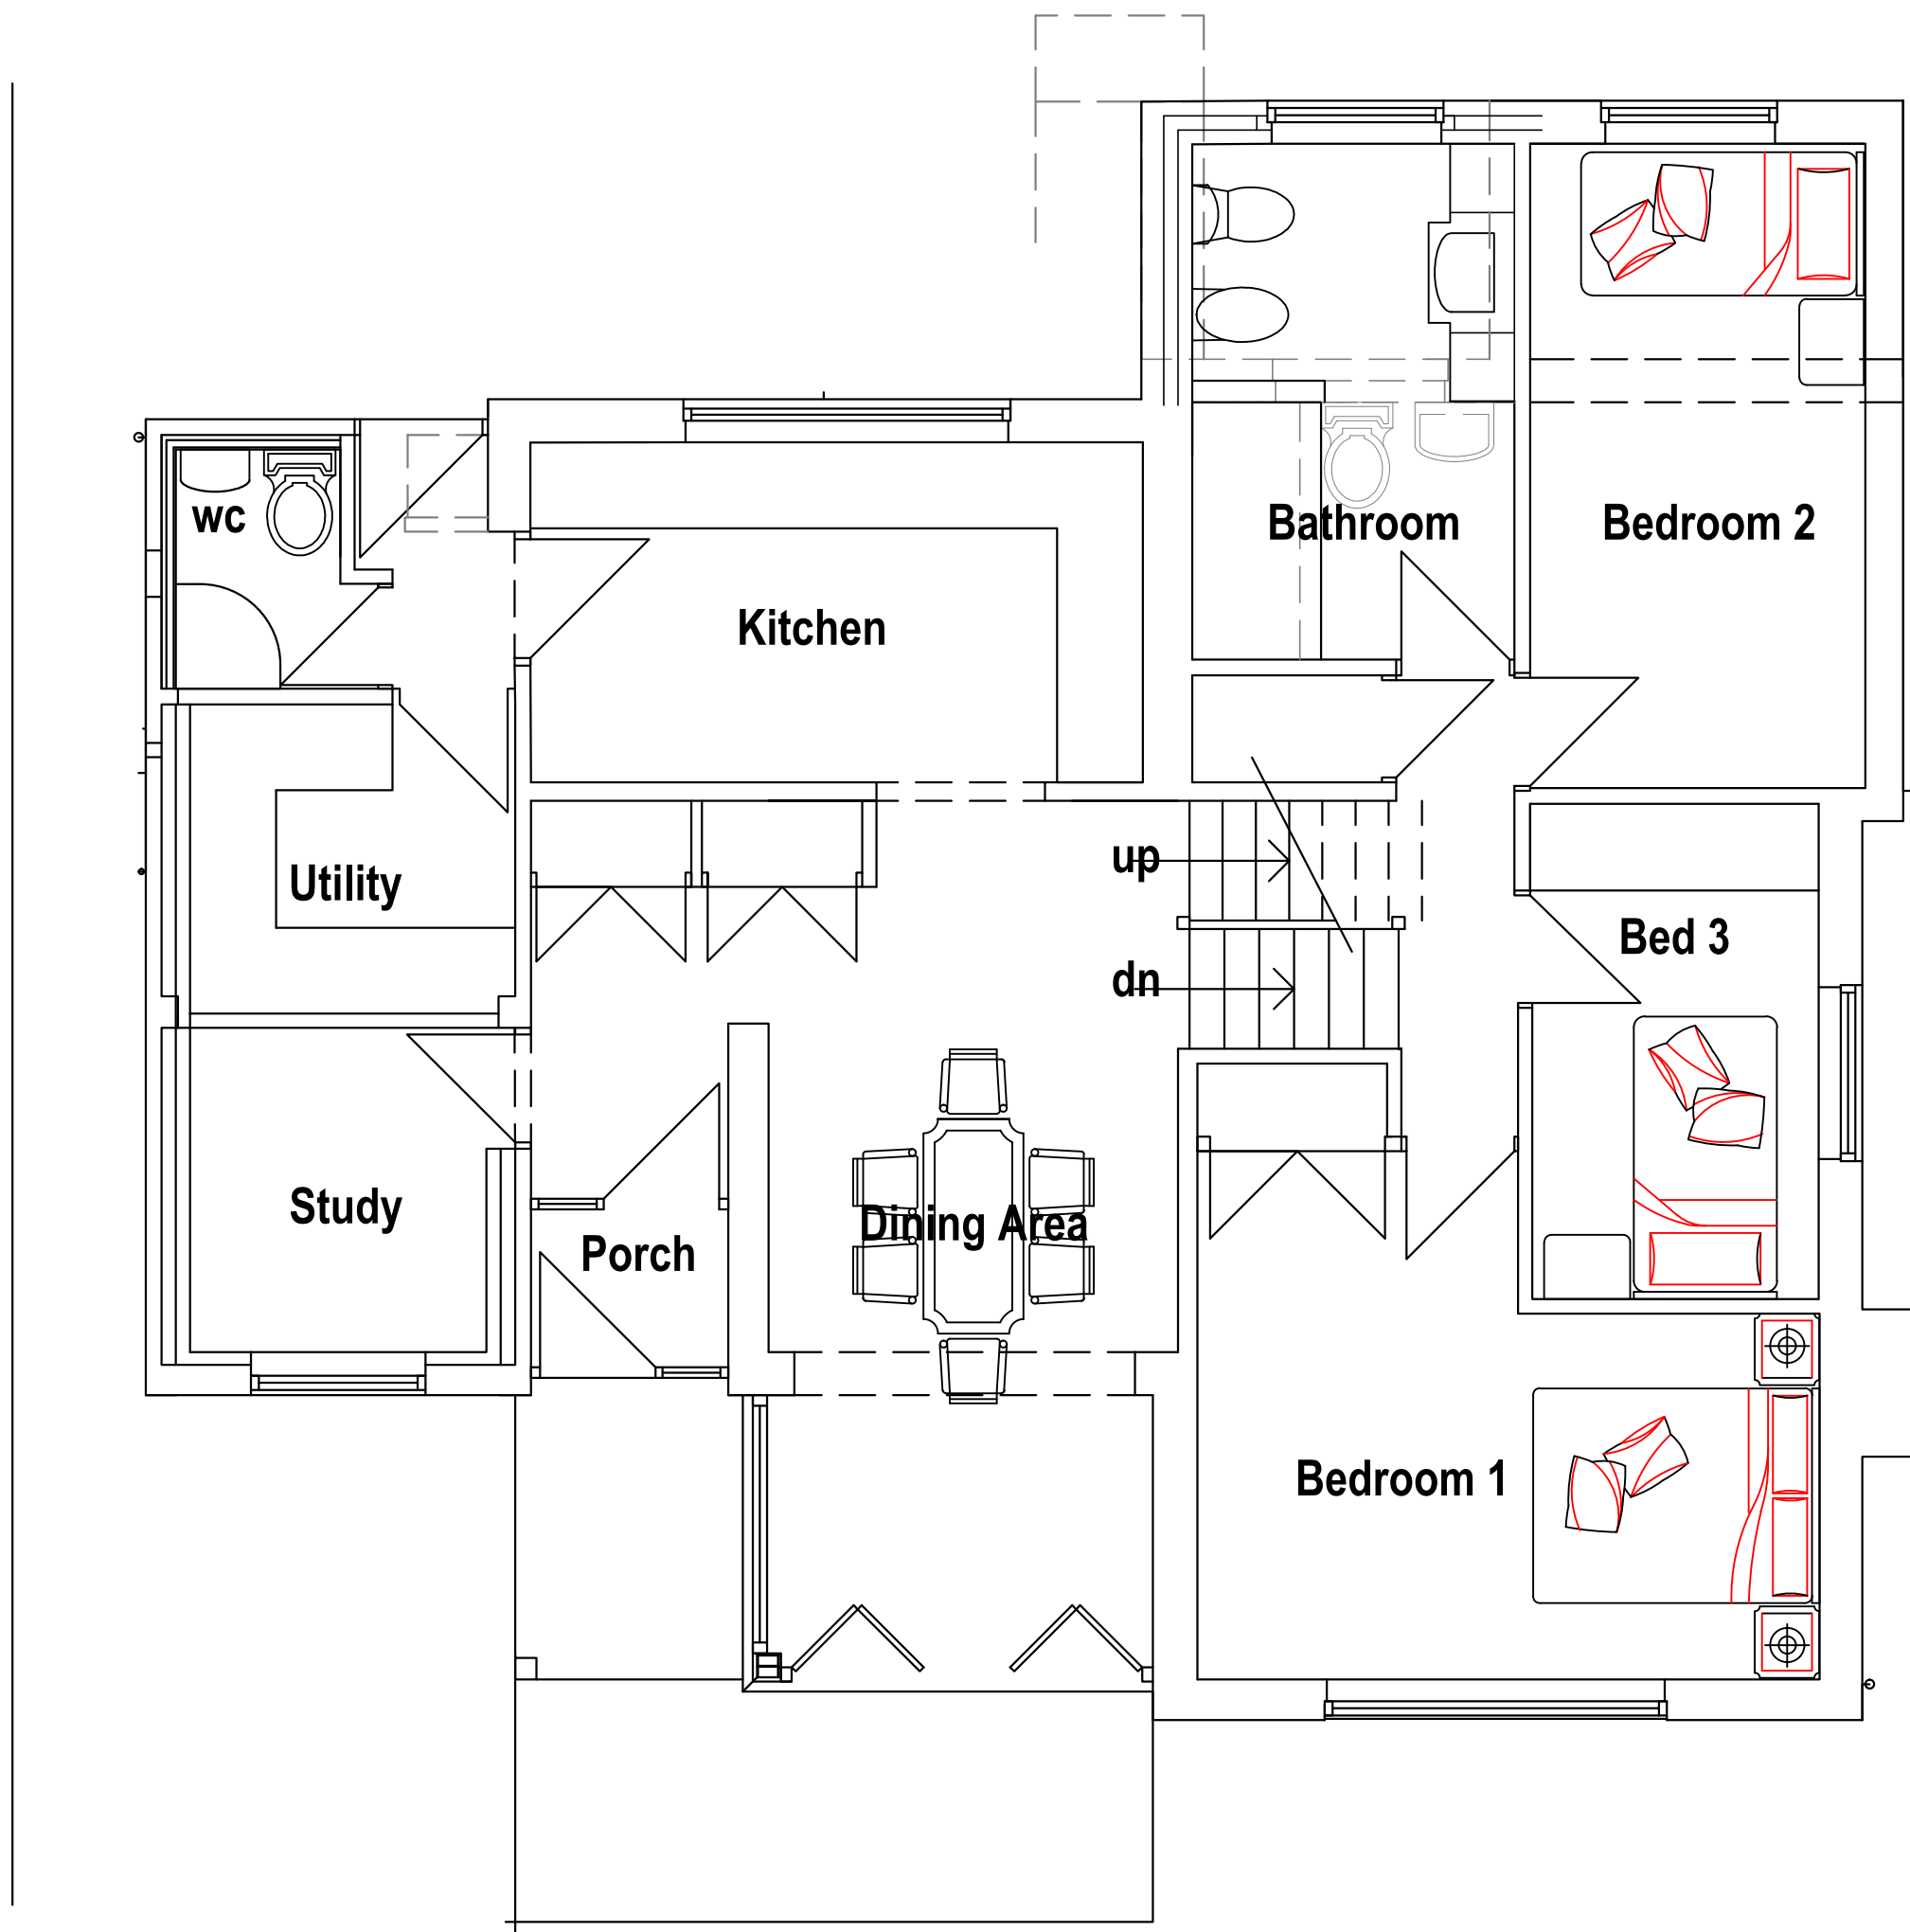 wc
Bathroom
Bedroom 2
Kitchen
up
Utility
Bed 3
dn
Study
Dining Area
Porch
Bedroom 1